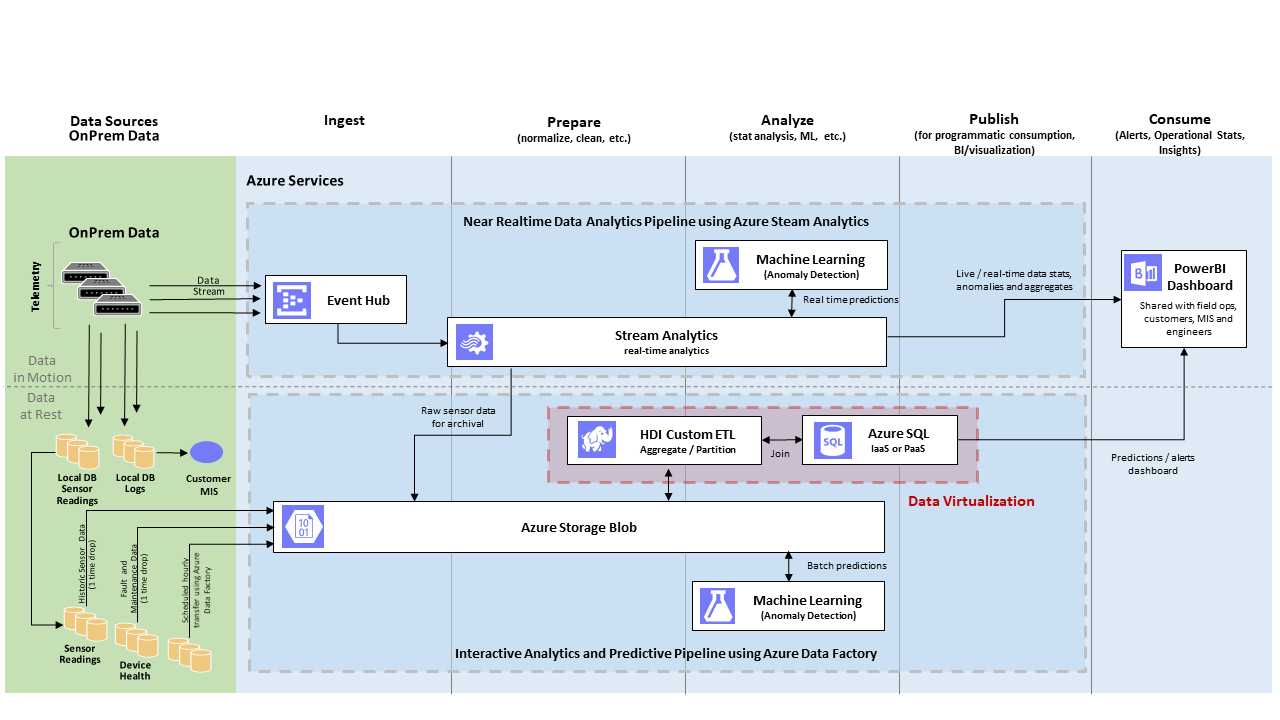 Data Sources
OnPrem Data
Ingest
Prepare
(normalize, clean, etc.)
Analyze
(stat analysis, ML, etc.)
Publish
(for programmatic consumption,
BI/visualization)
Consume
(Alerts, Operational Stats,
Insights)
Azure Services
Near Realtime Data Analytics Pipeline using Azure Steam Analytics
OnPrem Data
Telemetry
Data
Stream
Event Hub
Machine Learning
(Anomaly Detection)
Real time predictions
Stream Analytics
real-time analytics
Live / real-time data stats,
anomalies and aggregates
PowerBI
Dashboard
Shared with field ops,
customers, MIS and
engineers
Data
in Motion
Data
at Rest
Raw sensor data
for archival
HDI Custom ETL
Aggregate / Partition
Join
SQL
Azure SQL
IaaS or PaaS
Predictions / alerts
dashboard
Data Virtualization
Local DB
Sensor
Readings
Local DB
Logs
Customer
MIS
10
01
Azure Storage Blob
Batch predictions
Machine Learning
(Anomaly Detection)
Historic Sensor Data
(1 time drop)
Fault and
Maintenance Data
(1 time drop)
Scheduled hourly
transfer using Azure
Data Factory
Sensor
Readings
Device
Health
Interactive Analytics and Predictive Pipeline using Azure Data Factory